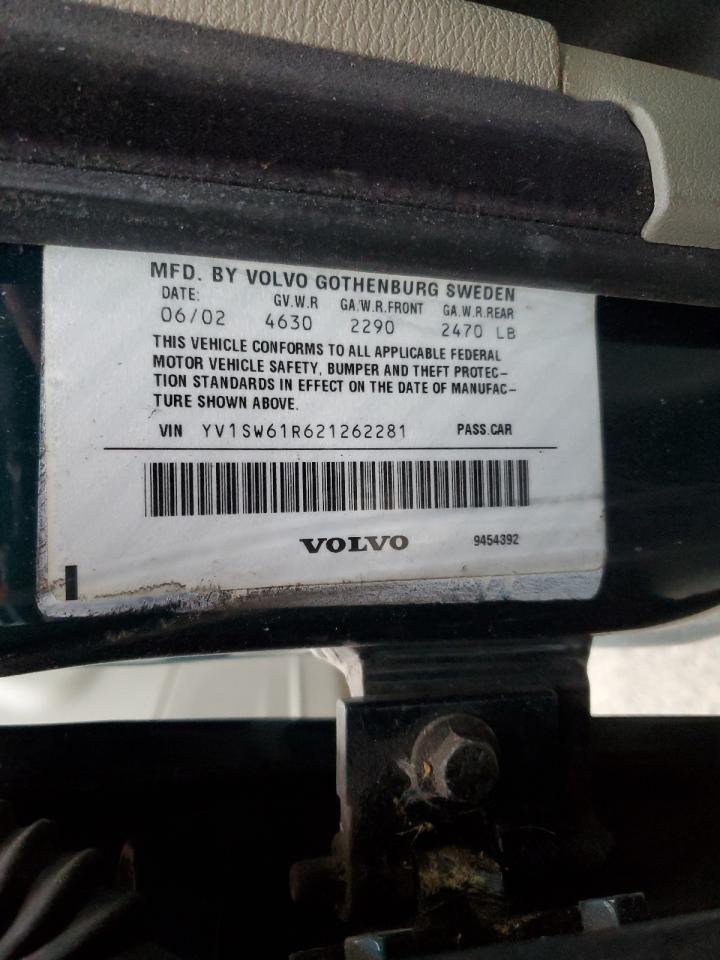 MFD. BY VOLVO GOTHENBURG SWEDEN
DATE: GV.W.R GA.W.R.FRONT GA.W.R.REAR
06/02 4630 2290 2470 LB
THIS VEHICLE CONFORMS TO ALL APPLICABLE FEDERAL
MOTOR VEHICLE SAFETY, BUMPER AND THEFT PROTEC-
TION STANDARDS IN EFFECT ON THE DATE OF MANUFAC-
TURE SHOWN ABOVE.
VIN YV1SW61R621262281 PASS.CAR
VOLVO 9454392